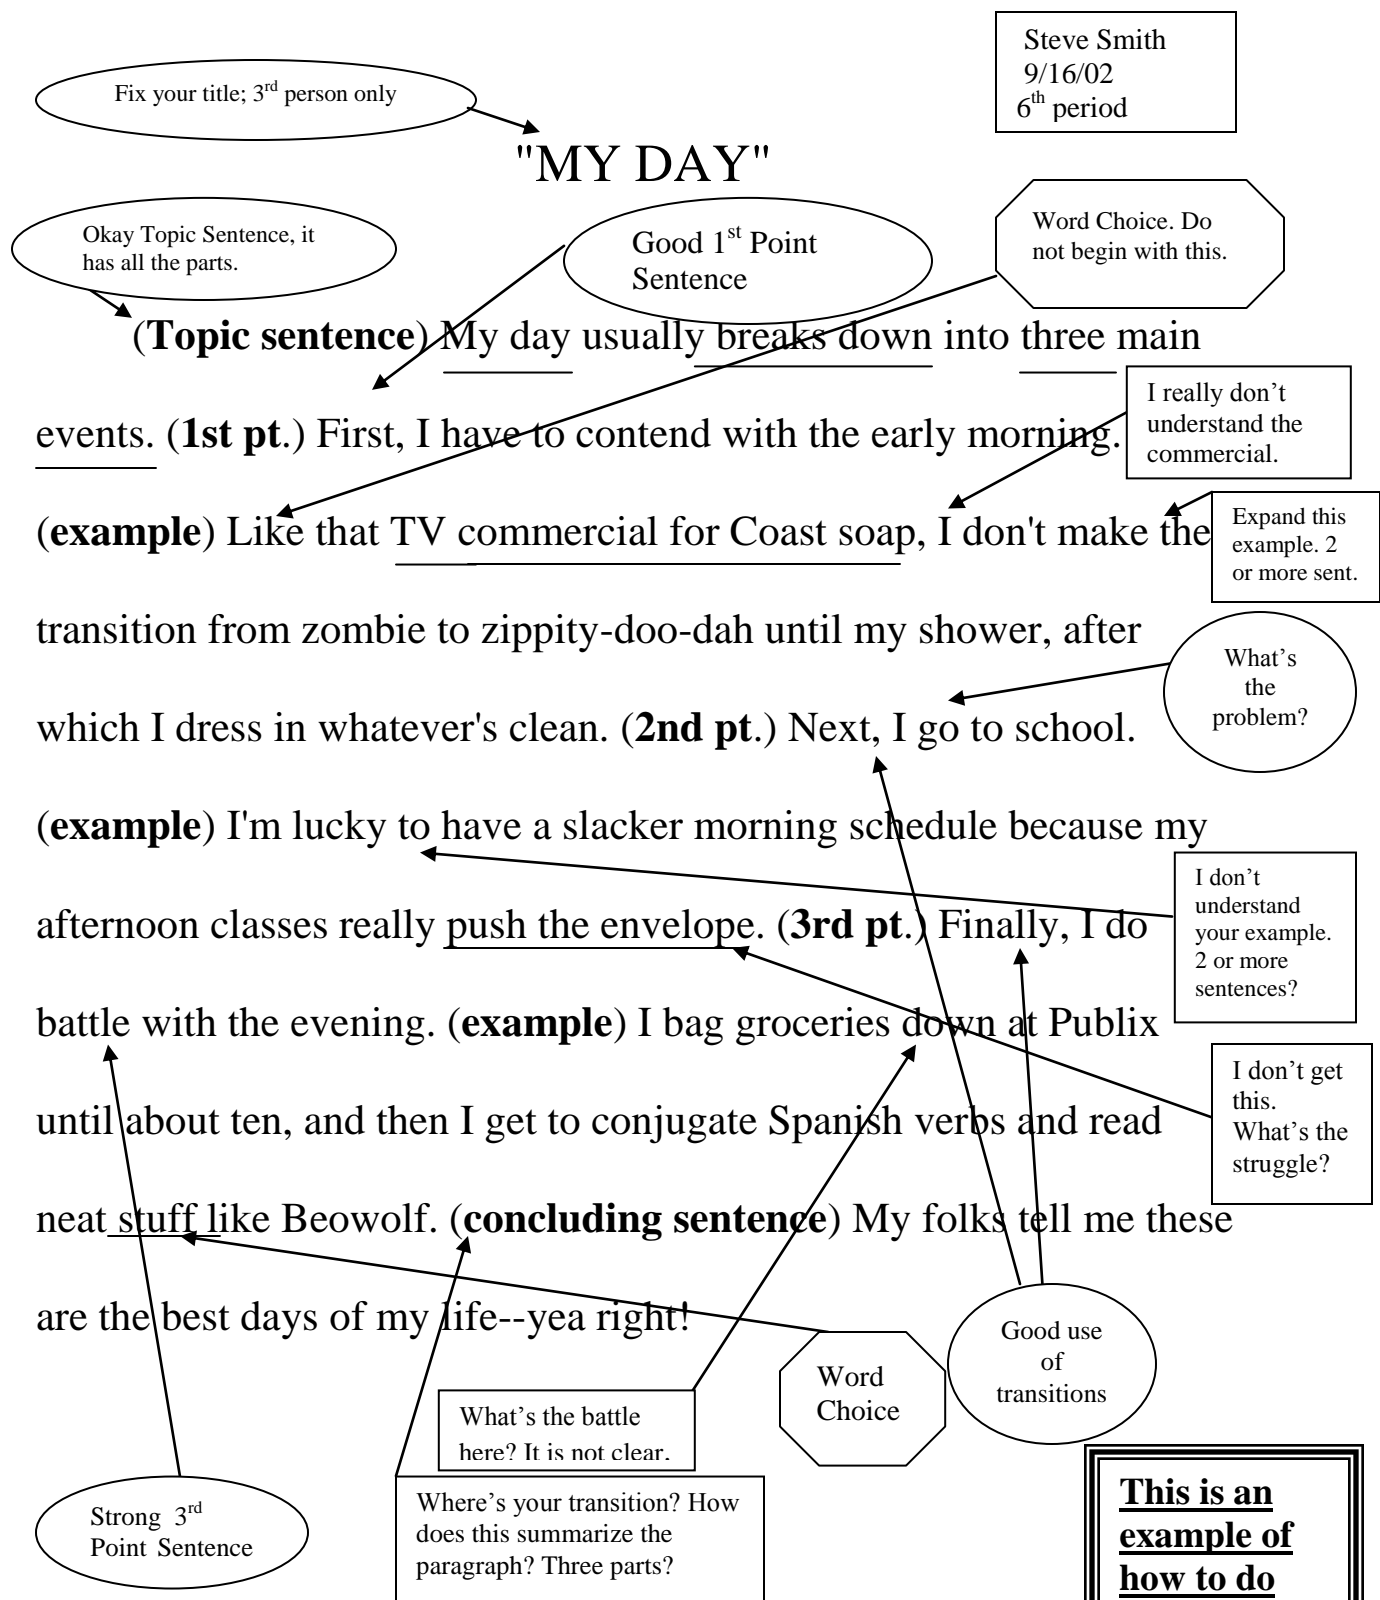 Steve Smith
9/16/02
6th period
Fix your title; 3rd person only
"MY DAY"
Okay Topic Sentence, it
has all the parts.
Good 1st Point
Sentence
Word Choice. Do
not begin with this.
(Topic sentence) My day usually breaks down into three main
I really don't
understand the
commercial.
events. (1st pt.) First, I have to contend with the early morning.
(example) Like that TV commercial for Coast soap, I don't make the
Expand this
example. 2
or more sent.
transition from zombie to zippity-doo-dah until my shower, after
What's
the
problem?
which I dress in whatever's clean. (2nd pt.) Next, I go to school.
(example) I'm lucky to have a slacker morning schedule because my
I don't
understand
your example.
2 or more
sentences?
afternoon classes really push the envelope. (3rd pt.) Finally, I do
battle with the evening. (example) I bag groceries down at Publix
I don't get
this.
What's the
struggle?
until about ten, and then I get to conjugate Spanish verbs and read
neat stuff like Beowolf. (concluding sentence) My folks tell me these
are the best days of my life--yea right!
Good use
of
transitions
Word
Choice
What's the battle
here? It is not clear.
Where's your transition? How
does this summarize the
paragraph? Three parts?
Strong 3rd
Point Sentence
This is an
example of
how to do